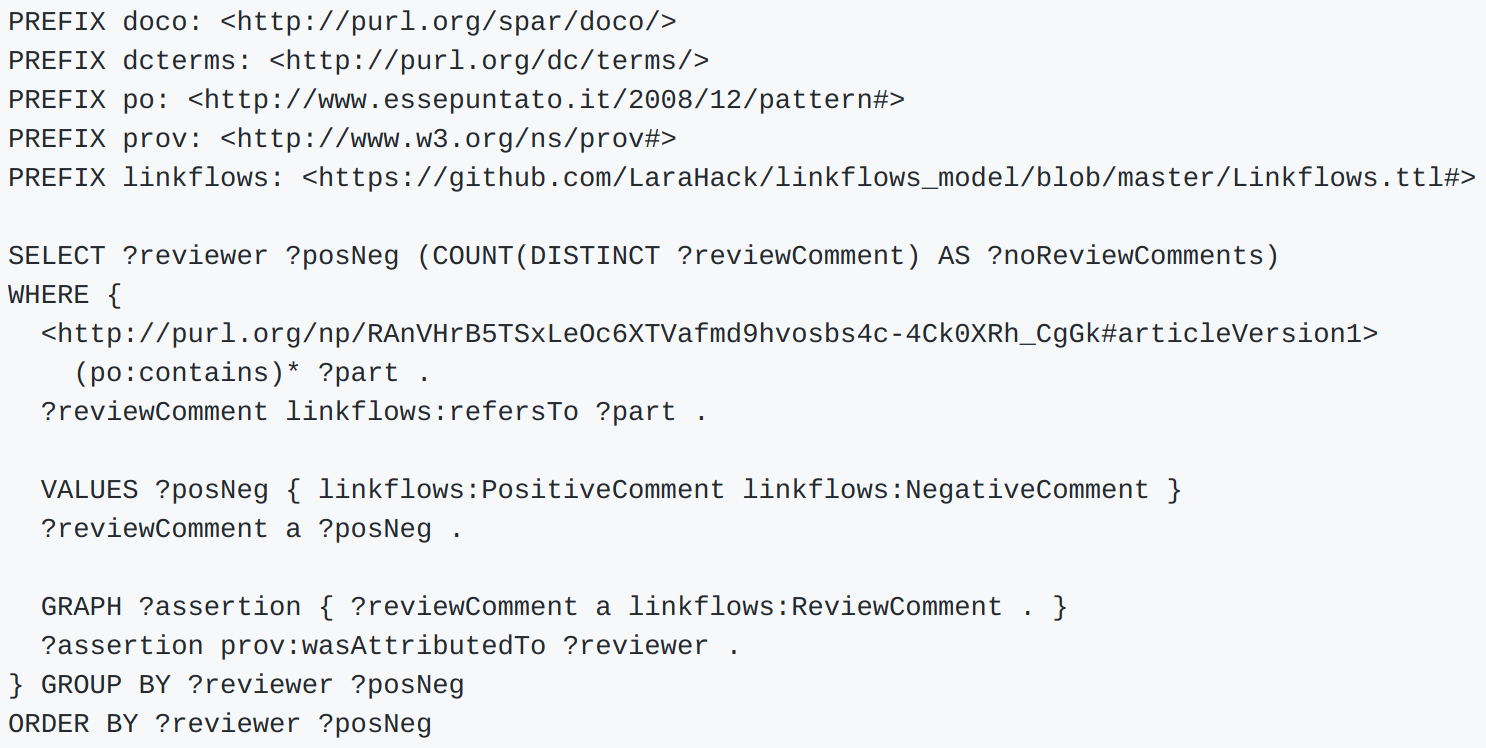 PREFIX doco: <http://purl.org/spar/doco/>
PREFIX dcterms: <http://purl.org/dc/terms/>
PREFIX po: <http://www.essepuntato.it/2008/12/pattern#>
PREFIX prov: <http://www.w3.org/ns/prov#>
PREFIX linkflows: <https://github.com/LaraHack/linkflows_model/blob/master/Linkflows.ttl#>

SELECT ?reviewer ?posNeg (COUNT(DISTINCT ?reviewComment) AS ?noReviewComments)
WHERE {
  <http://purl.org/np/RAnVHrB5TSxLeOc6XTVafmd9hvosbs4c-4Ck0XRh_CgGk#articleVersion1>
    (po:contains)* ?part .
  ?reviewComment linkflows:refersTo ?part .

  VALUES ?posNeg { linkflows:PositiveComment linkflows:NegativeComment }
  ?reviewComment a ?posNeg .

  GRAPH ?assertion { ?reviewComment a linkflows:ReviewComment . }
  ?assertion prov:wasAttributedTo ?reviewer .
} GROUP BY ?reviewer ?posNeg
ORDER BY ?reviewer ?posNeg